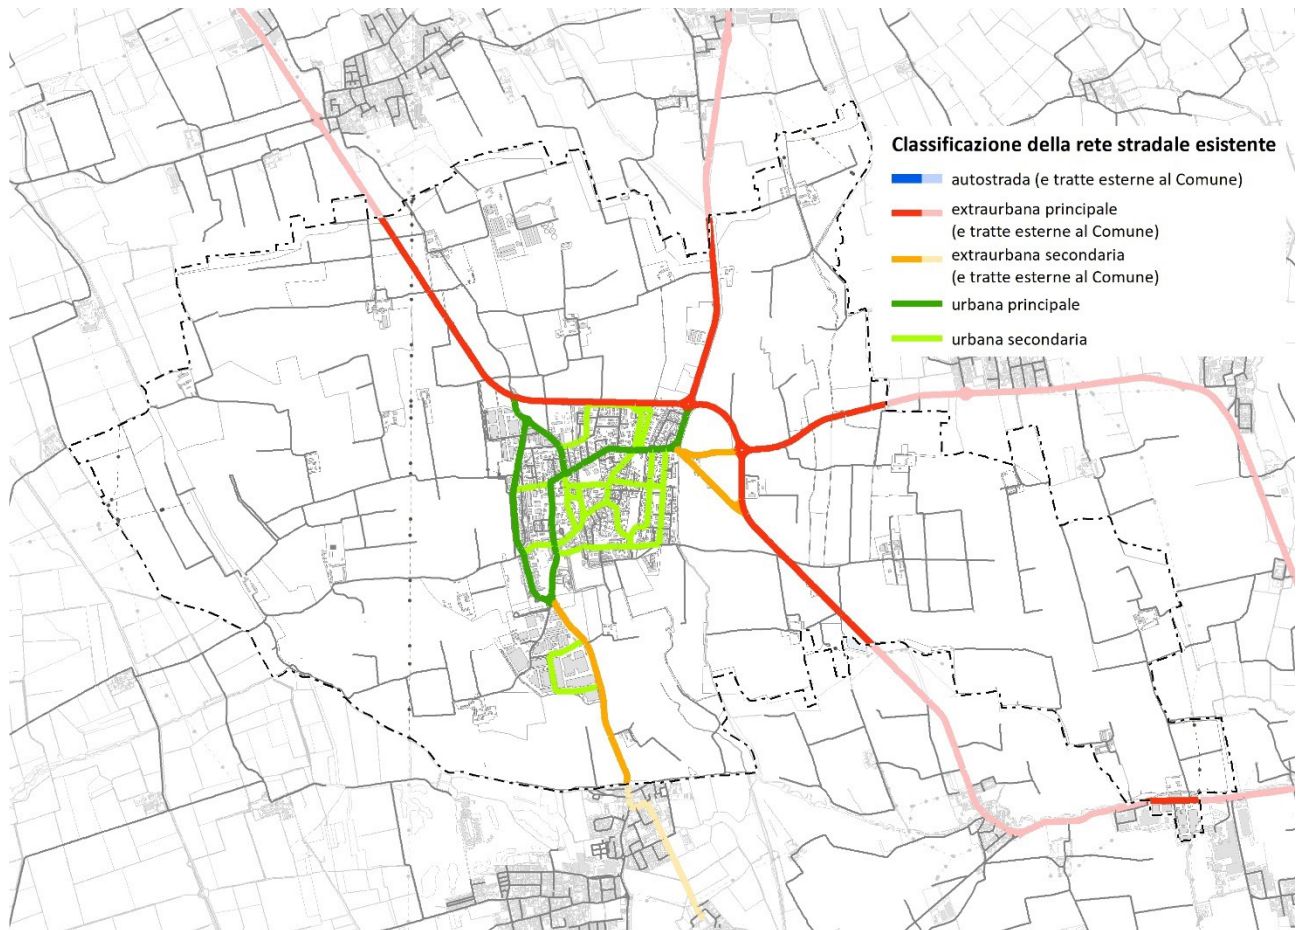 Classificazione della rete stradale esistente
autostrada (e tratte esterne al Comune)
extraurbana principale
(e tratte esterne al Comune)
extraurbana secondaria
(e tratte esterne al Comune)
urbana principale
urbana secondaria